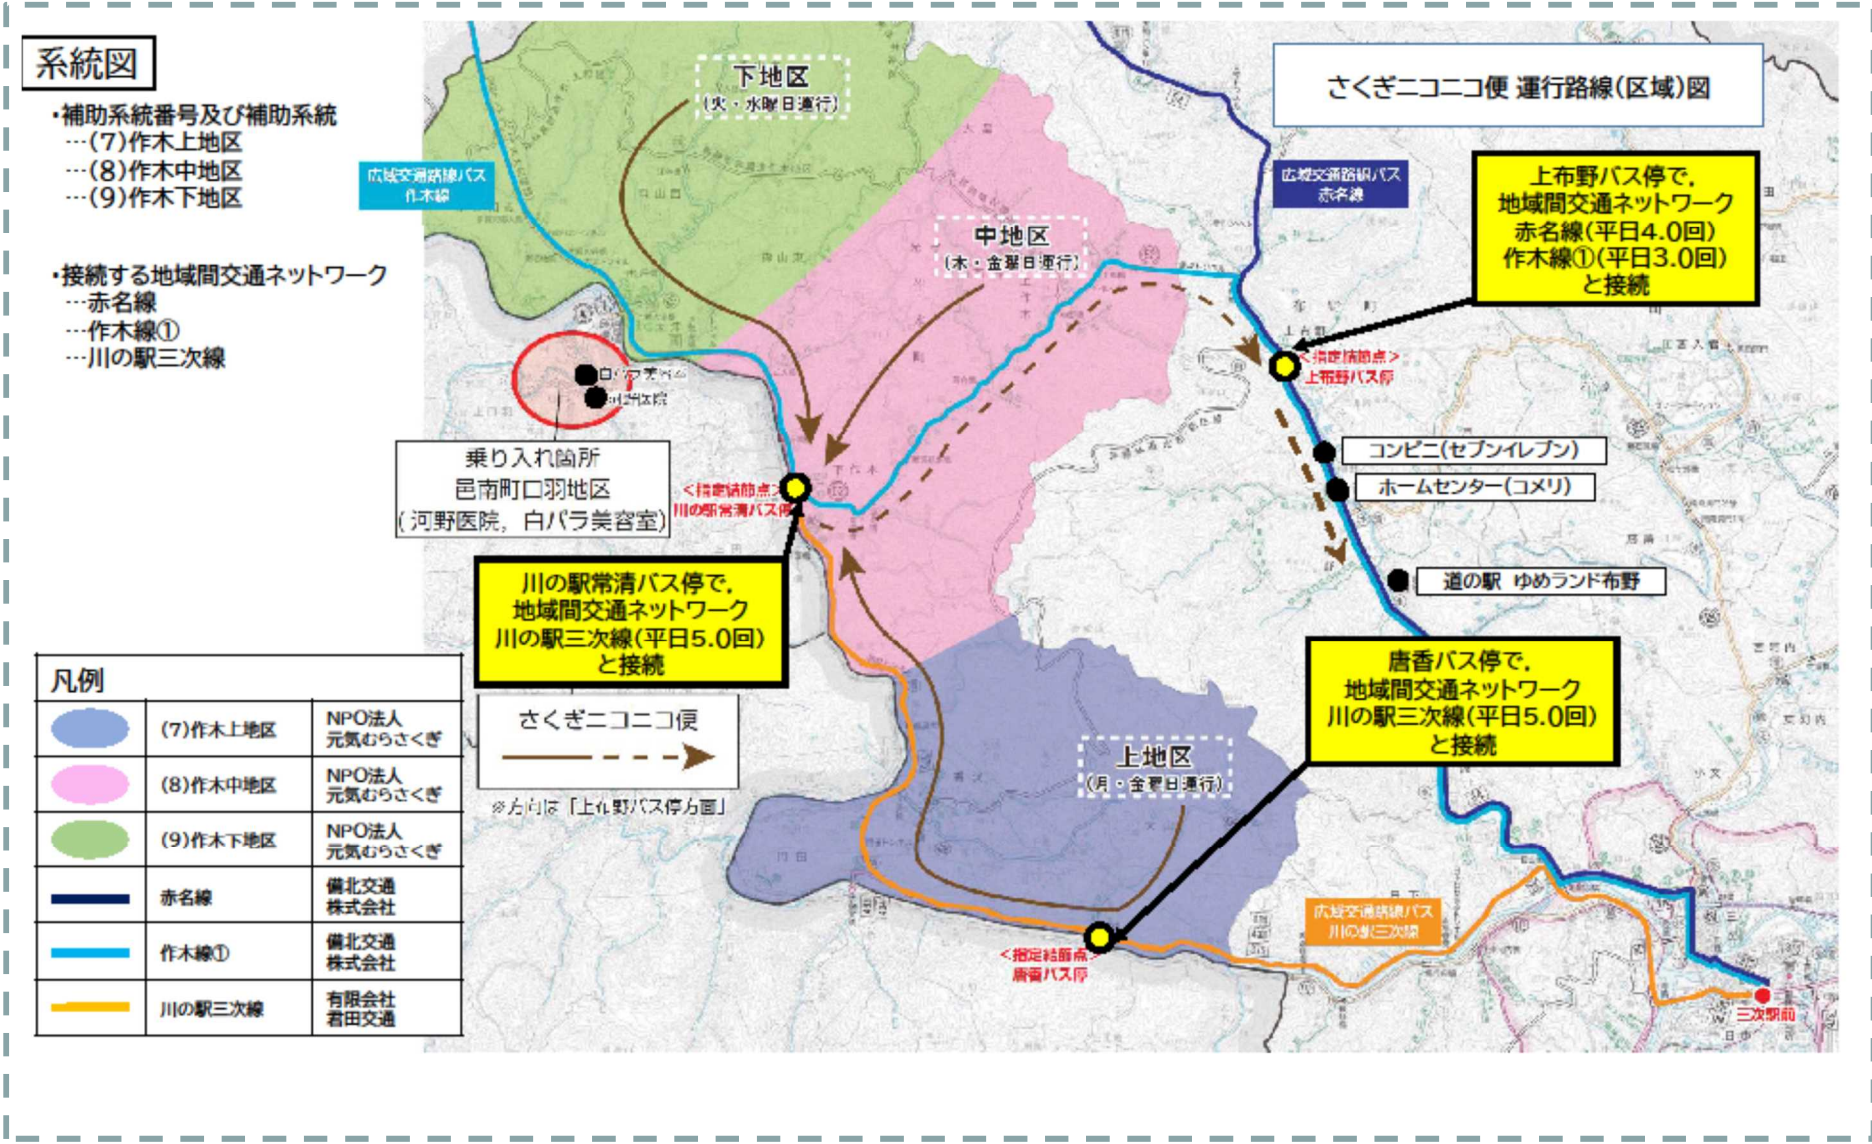 系統図
・補助系統番号及び補助系統
…(7)作木上地区
…(8)作木中地区
…(9)作木下地区
・接続する地域間交通ネットワーク
…赤名線
…作木線①
…川の駅三次線
さくぎニコニコ便 運行路線(区域)図
下地区
(火・水曜日運行)
広域交通路線バス
作木線
広域交通路線バス
赤名線
中地区
(木・金曜日運行)
上布野バス停で,
地域間交通ネットワーク
赤名線(平日4.0回)
作木線①(平日3.0回)
と接続
<指定結節点>
上布野バス停
白バラ美容室
河野医院
乗り入れ箇所
邑南町口羽地区
(河野医院,白バラ美容室)
<指定結節点>
川の駅常清バス停
コンビニ(セブンイレブン)
ホームセンター(コメリ)
道の駅 ゆめランド布野
川の駅常清バス停で,
地域間交通ネットワーク
川の駅三次線(平日5.0回)
と接続
唐香バス停で,
地域間交通ネットワーク
川の駅三次線(平日5.0回)
と接続
さくぎニコニコ便
※方向は「上布野バス停方面」
上地区
(月・金曜日運行)
<指定結節点>
唐香バス停
広域交通路線バス
川の駅三次線
三次駅前
凡例
(7)作木上地区
NPO法人
元気むらさくぎ
(8)作木中地区
NPO法人
元気むらさくぎ
(9)作木下地区
NPO法人
元気むらさくぎ
赤名線
備北交通
株式会社
作木線①
備北交通
株式会社
川の駅三次線
有限会社
君田交通